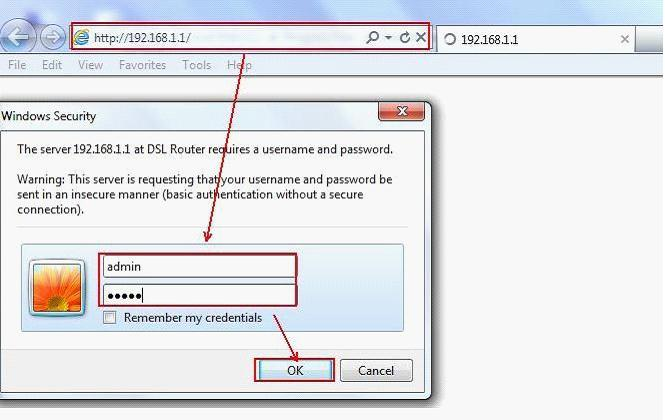 http://192.168.1.1/
192.168.1.1
File Edit View Favorites Tools Help
Windows Security
The server 192.168.1.1 at DSL Router requires a username and password.
Warning: This server is requesting that your username and password be
sent in an insecure manner (basic authentication without a secure
connection).
admin
●●●●●
Remember my credentials
OK Cancel